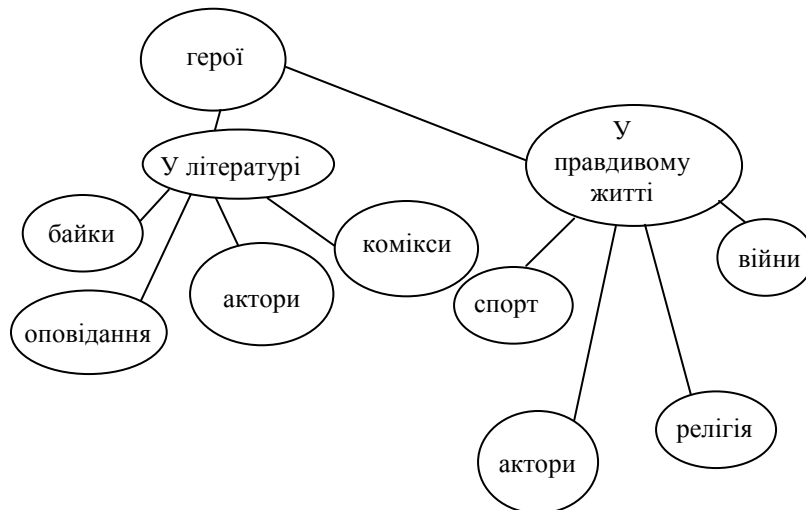 герої
У літературі
У
правдивому
житті
байки
комікси
війни
актори
спорт
оповідання
релігія
актори